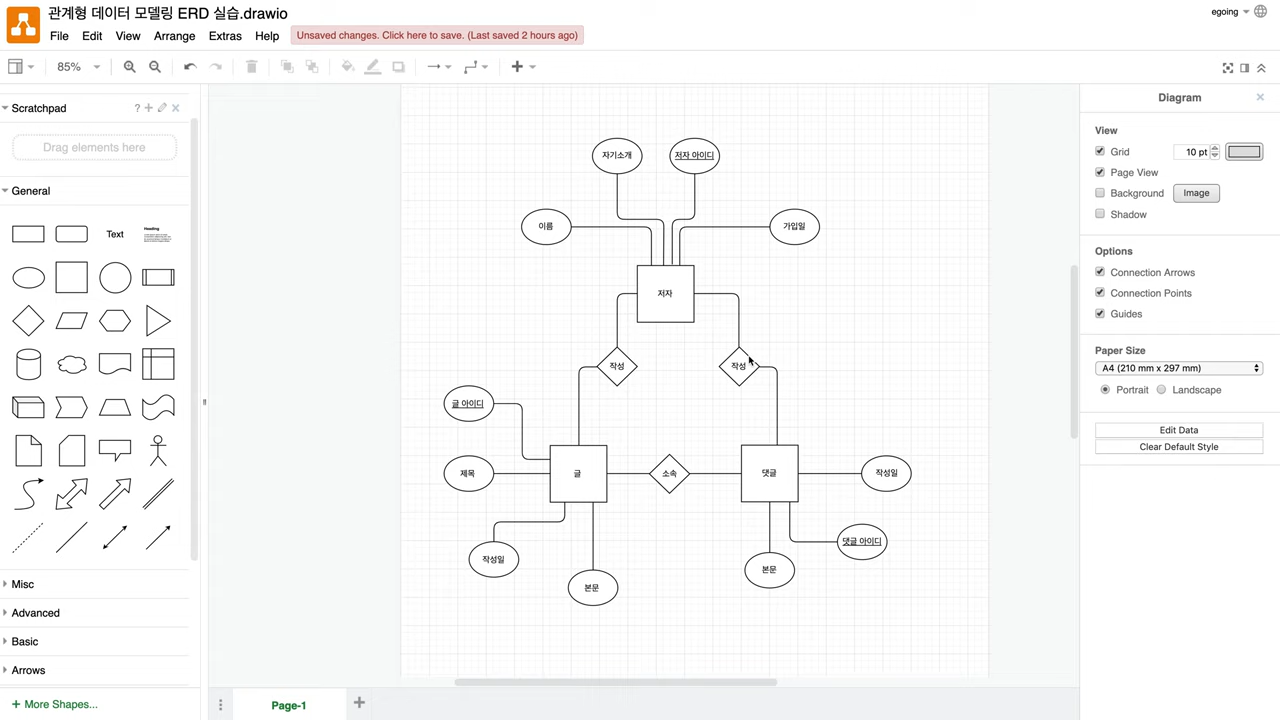 관계형 데이터 모델링 ERD 실습.drawio
egoing
File Edit View Arrange Extras Help
Unsaved changes. Click here to save. (Last saved 2 hours ago)
85%
Scratchpad
?
Drag elements here
General
Text
Heading
Misc
Advanced
Basic
Arrows
+ More Shapes...
자기소개
저자 아이디
이름
가입일
저자
작성
작성
글 아이디
제목
글
소속
댓글
작성일
작성일
본문
본문
댓글 아이디
Page-1
Diagram
View
Grid
10 pt
Page View
Background
Image
Shadow
Options
Connection Arrows
Connection Points
Guides
Paper Size
A4 (210 mm x 297 mm)
Portrait
Landscape
Edit Data
Clear Default Style